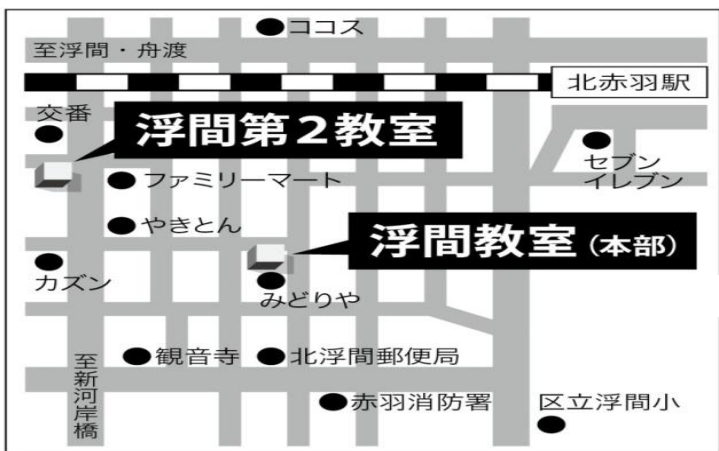 ココス
至浮間・舟渡
北赤羽駅
交番
浮間第2教室
セブン
イレブン
ファミリーマート
やきとん
浮間教室(本部)
カズン
みどりや
観音寺
北浮間郵便局
至新河岸橋
赤羽消防署
区立浮間小